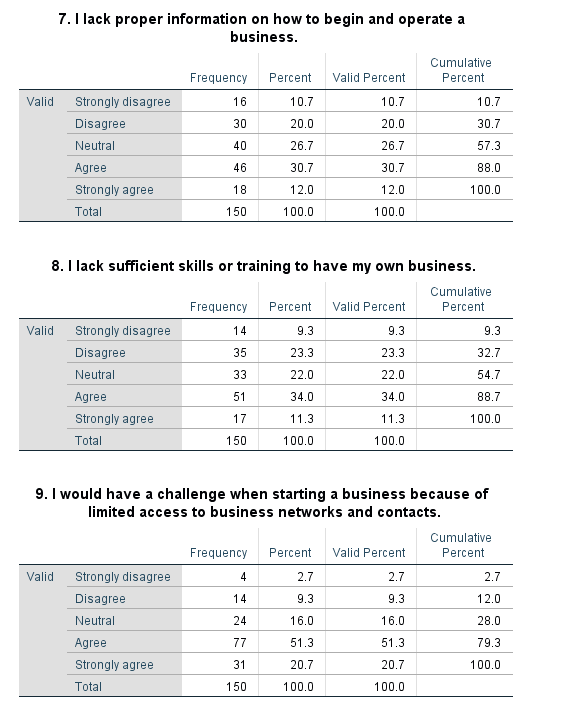 7. I lack proper information on how to begin and operate a
business.
Frequency Percent Valid Percent Cumulative Percent
Valid Strongly disagree 16 10.7 10.7 10.7
Disagree 30 20.0 20.0 30.7
Neutral 40 26.7 26.7 57.3
Agree 46 30.7 30.7 88.0
Strongly agree 18 12.0 12.0 100.0
Total 150 100.0 100.0
8. I lack sufficient skills or training to have my own business.
Frequency Percent Valid Percent Cumulative Percent
Valid Strongly disagree 14 9.3 9.3 9.3
Disagree 35 23.3 23.3 32.7
Neutral 33 22.0 22.0 54.7
Agree 51 34.0 34.0 88.7
Strongly agree 17 11.3 11.3 100.0
Total 150 100.0 100.0
9. I would have a challenge when starting a business because of
limited access to business networks and contacts.
Frequency Percent Valid Percent Cumulative Percent
Valid Strongly disagree 4 2.7 2.7 2.7
Disagree 14 9.3 9.3 12.0
Neutral 24 16.0 16.0 28.0
Agree 77 51.3 51.3 79.3
Strongly agree 31 20.7 20.7 100.0
Total 150 100.0 100.0